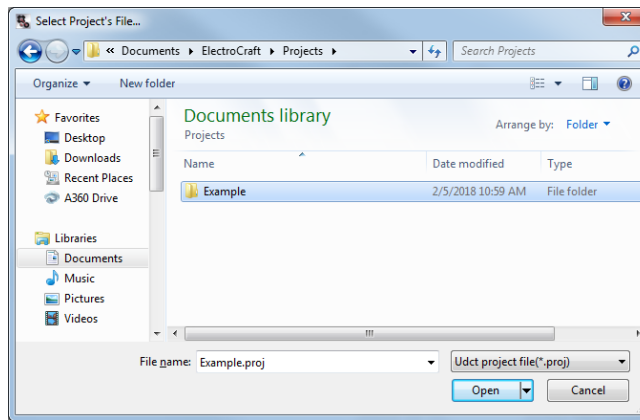 Select Project's File...
« Documents ElectroCraft Projects Search Projects
Organize New folder
Favorites
Desktop
Downloads
Recent Places
A360 Drive
Libraries
Documents
Music
Pictures
Videos
Documents library
Projects
Arrange by: Folder
Name Date modified Type
Example 2/5/2018 10:59 AM File folder
File name: Example.proj Udct project file(*.proj)
Open Cancel